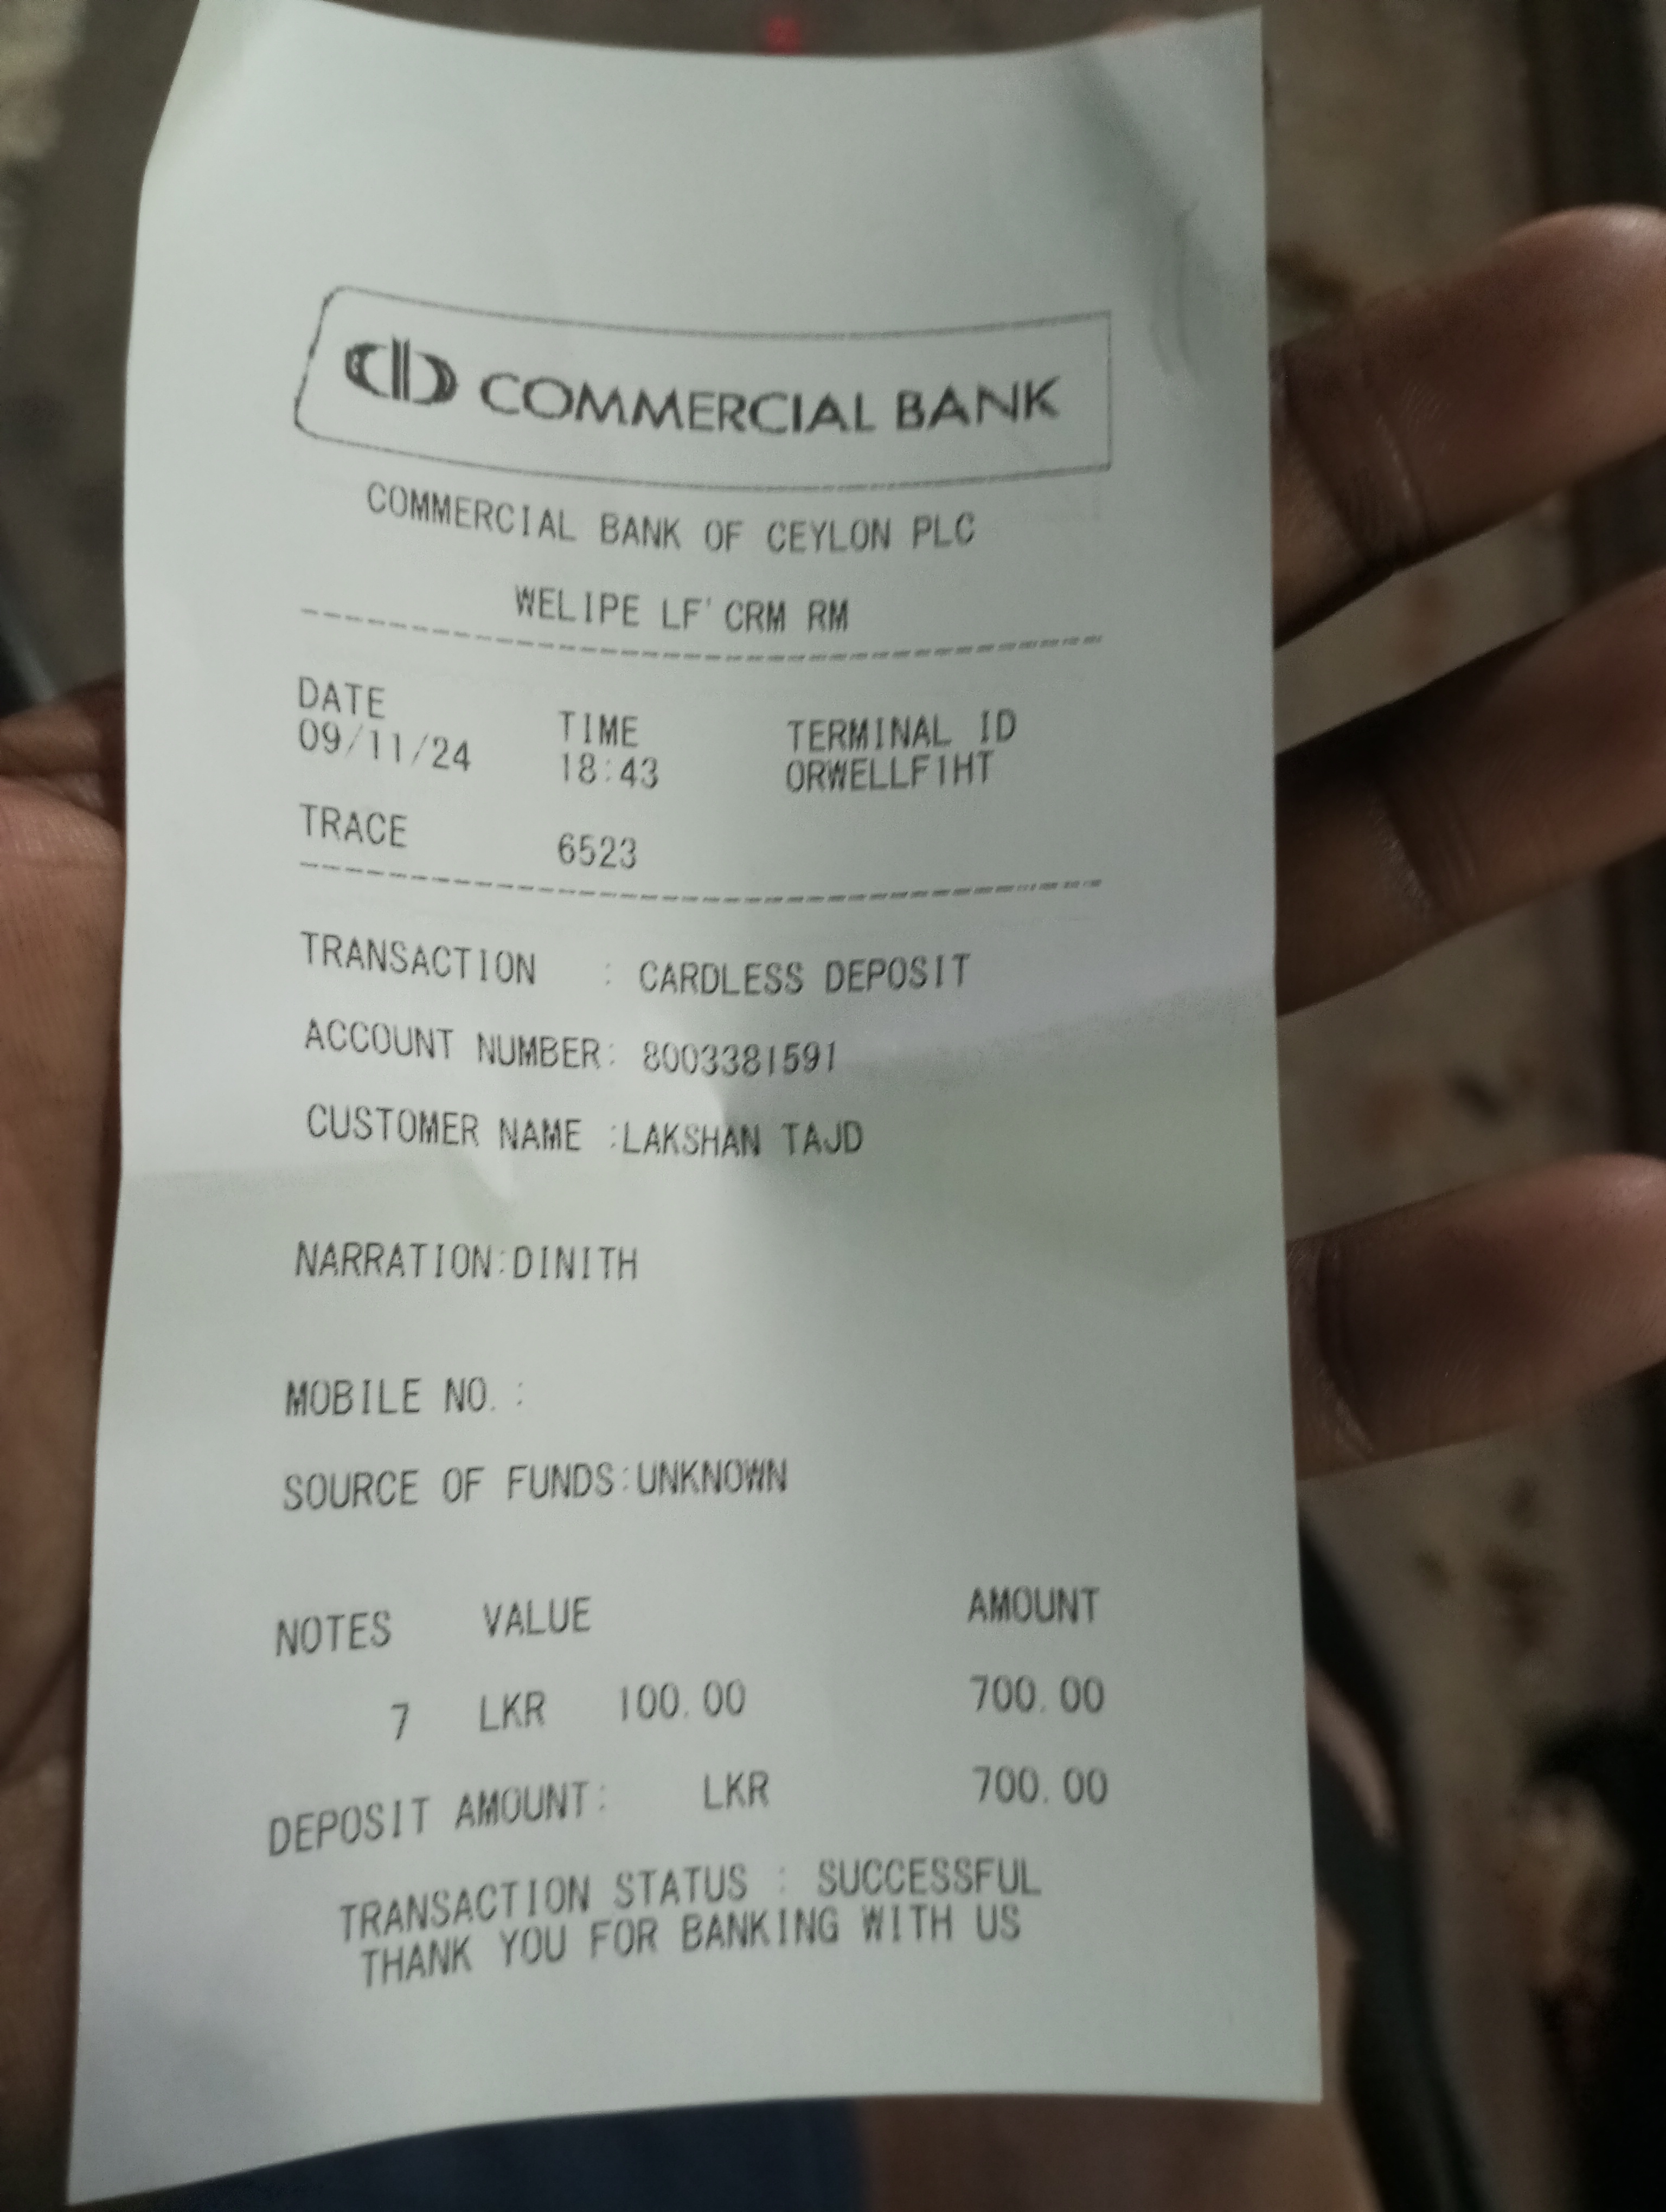 COMMERCIAL BANK
COMMERCIAL BANK OF CEYLON PLC
WELIPE LF' CRM RM
DATE TIME TERMINAL ID
09/11/24 18:43 ORWELLF1HT
TRACE 6523
TRANSACTION : CARDLESS DEPOSIT
ACCOUNT NUMBER: 8003381591
CUSTOMER NAME :LAKSHAN TAJD
NARRATION:DINITH
MOBILE NO. :
SOURCE OF FUNDS:UNKNOWN
NOTES VALUE AMOUNT
7 LKR 100.00 700.00
DEPOSIT AMOUNT: LKR 700.00
TRANSACTION STATUS : SUCCESSFUL
THANK YOU FOR BANKING WITH US